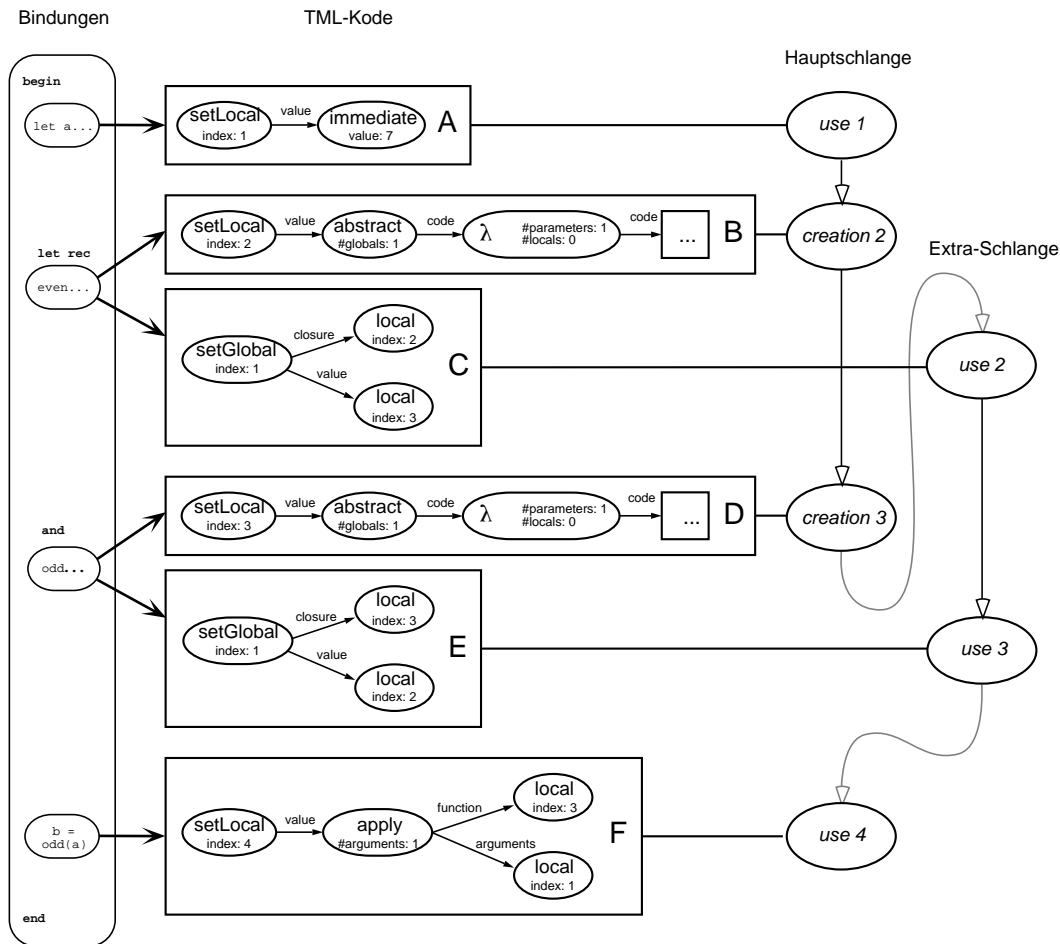 Bindungen
TML-Kode
Hauptschlange
Extra-Schlange
begin
let a...
setLocal
index: 1
value
immediate
value: 7
A
use 1
let rec
even...
setLocal
index: 2
value
abstract
#globals: 1
code
λ
#parameters: 1
#locals: 0
code
...
B
creation 2
setGlobal
index: 1
closure
local
index: 2
value
local
index: 3
C
use 2
and
odd...
setLocal
index: 3
value
abstract
#globals: 1
code
λ
#parameters: 1
#locals: 0
code
...
D
creation 3
setGlobal
index: 1
closure
local
index: 3
value
local
index: 2
E
use 3
b =
odd(a)
setLocal
index: 4
value
apply
#arguments: 1
function
local
index: 3
arguments
local
index: 1
F
use 4
end